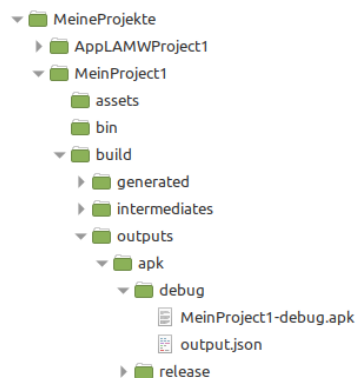 MeineProjekte
AppLAMWProject1
MeinProject1
assets
bin
build
generated
intermediates
outputs
apk
debug
MeinProject1-debug.apk
output.json
release